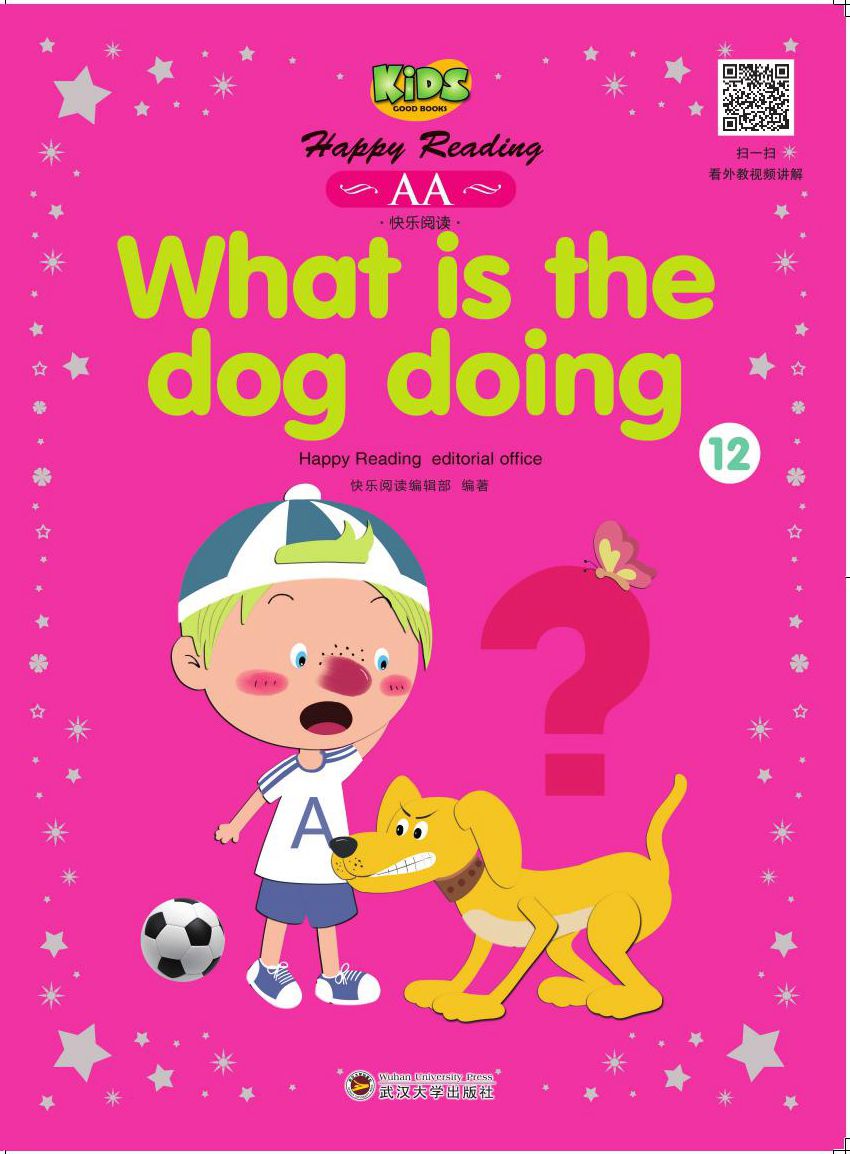 KiDS
GOOD BOOKS
Happy Reading
AA
·快乐阅读·
扫一扫
看外教视频讲解
What is the
dog doing
12
Happy Reading editorial office
快乐阅读编辑部 编著
?
A
Wuhan University Press
武汉大学出版社